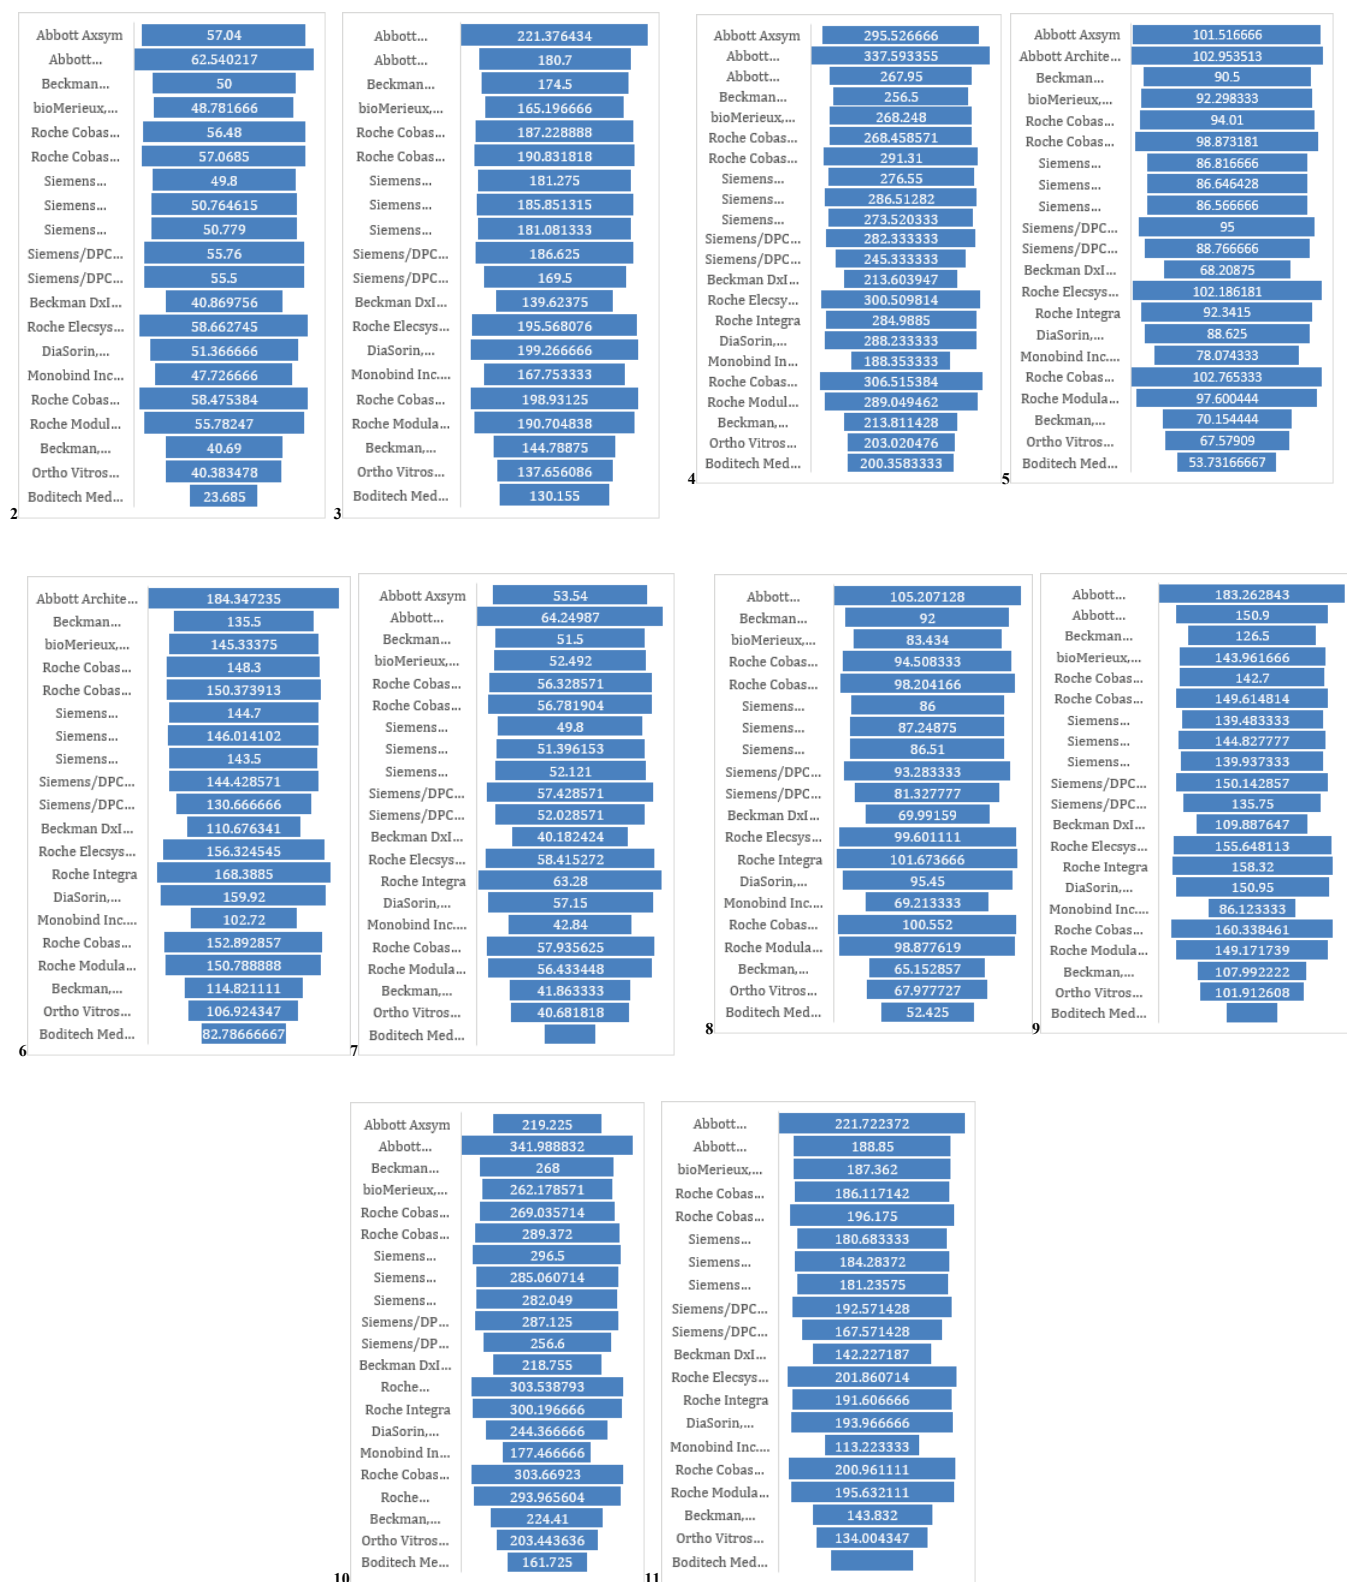 Abbott Axsym 57.04
Abbott... 62.540217
Beckman... 50
bioMerieux,... 48.781666
Roche Cobas... 56.48
Roche Cobas... 57.0685
Siemens... 49.8
Siemens... 50.764615
Siemens... 50.779
Siemens/DPC... 55.76
Siemens/DPC... 55.5
Beckman DxI... 40.869756
Roche Elecsys... 58.662745
DiaSorin,... 51.366666
Monobind Inc... 47.726666
Roche Cobas... 58.475384
Roche Modul... 55.78247
Beckman,... 40.69
Ortho Vitros... 40.383478
Boditech Med... 23.685
2
Abbott... 221.376434
Abbott... 180.7
Beckman... 174.5
bioMerieux,... 165.196666
Roche Cobas... 187.228888
Roche Cobas... 190.831818
Siemens... 181.275
Siemens... 185.851315
Siemens... 181.081333
Siemens/DPC... 186.625
Siemens/DPC... 169.5
Beckman DxI... 139.62375
Roche Elecsys... 195.568076
DiaSorin,... 199.266666
Monobind Inc.... 167.753333
Roche Cobas... 198.93125
Roche Modula... 190.704838
Beckman,... 144.78875
Ortho Vitros... 137.656086
Boditech Med... 130.155
3
Abbott Axsym 295.526666
Abbott... 337.593355
Abbott... 267.95
Beckman... 256.5
bioMerieux,... 268.248
Roche Cobas... 268.458571
Roche Cobas... 291.31
Siemens... 276.55
Siemens... 286.51282
Siemens... 273.520333
Siemens/DPC... 282.333333
Siemens/DPC... 245.333333
Beckman DxI... 213.603947
Roche Elecsy... 300.509814
Roche Integra 284.9885
DiaSorin,... 288.233333
Monobind In... 188.353333
Roche Cobas... 306.515384
Roche Modul... 289.049462
Beckman,... 213.811428
Ortho Vitros... 203.020476
Boditech Med... 200.3583333
4
Abbott Axsym 101.516666
Abbott Archite... 102.953513
Beckman... 90.5
bioMerieux,... 92.298333
Roche Cobas... 94.01
Roche Cobas... 98.873181
Siemens... 86.816666
Siemens... 86.646428
Siemens... 86.566666
Siemens/DPC... 95
Siemens/DPC... 88.766666
Beckman DxI... 68.20875
Roche Elecsys... 102.186181
Roche Integra 92.3415
DiaSorin,... 88.625
Monobind Inc.... 78.074333
Roche Cobas... 102.765333
Roche Modula... 97.600444
Beckman,... 70.154444
Ortho Vitros... 67.57909
Boditech Med... 53.73166667
5
Abbott Archite... 184.347235
Beckman... 135.5
bioMerieux,... 145.33375
Roche Cobas... 148.3
Roche Cobas... 150.373913
Siemens... 144.7
Siemens... 146.014102
Siemens... 143.5
Siemens/DPC... 144.428571
Siemens/DPC... 130.666666
Beckman DxI... 110.676341
Roche Elecsys... 156.324545
Roche Integra 168.3885
DiaSorin,... 159.92
Monobind Inc.... 102.72
Roche Cobas... 152.892857
Roche Modula... 150.788888
Beckman,... 114.821111
Ortho Vitros... 106.924347
Boditech Med... 82.78666667
6
Abbott Axsym 53.54
Abbott... 64.24987
Beckman... 51.5
bioMerieux,... 52.492
Roche Cobas... 56.328571
Roche Cobas... 56.781904
Siemens... 49.8
Siemens... 51.396153
Siemens... 52.121
Siemens/DPC... 57.428571
Siemens/DPC... 52.028571
Beckman DxI... 40.182424
Roche Elecsys... 58.415272
Roche Integra 63.28
DiaSorin,... 57.15
Monobind Inc.... 42.84
Roche Cobas... 57.935625
Roche Modula... 56.433448
Beckman,... 41.863333
Ortho Vitros... 40.681818
Boditech Med...
7
Abbott... 105.207128
Beckman... 92
bioMerieux,... 83.434
Roche Cobas... 94.508333
Roche Cobas... 98.204166
Siemens... 86
Siemens... 87.24875
Siemens... 86.51
Siemens/DPC... 93.283333
Siemens/DPC... 81.327777
Beckman DxI... 69.99159
Roche Elecsys... 99.601111
Roche Integra 101.673666
DiaSorin,... 95.45
Monobind Inc.... 69.213333
Roche Cobas... 100.552
Roche Modula... 98.877619
Beckman,... 65.152857
Ortho Vitros... 67.977727
Boditech Med... 52.425
8
Abbott... 183.262843
Abbott... 150.9
Beckman... 126.5
bioMerieux,... 143.961666
Roche Cobas... 142.7
Roche Cobas... 149.614814
Siemens... 139.483333
Siemens... 144.827777
Siemens... 139.937333
Siemens/DPC... 150.142857
Siemens/DPC... 135.75
Beckman DxI... 109.887647
Roche Elecsys... 155.648113
Roche Integra 158.32
DiaSorin,... 150.95
Monobind Inc.... 86.123333
Roche Cobas... 160.338461
Roche Modula... 149.171739
Beckman,... 107.992222
Ortho Vitros... 101.912608
Boditech Med...
9
Abbott Axsym 219.225
Abbott... 341.988832
Beckman... 268
bioMerieux,... 262.178571
Roche Cobas... 269.035714
Roche Cobas... 289.372
Siemens... 296.5
Siemens... 285.060714
Siemens... 282.049
Siemens/DP... 287.125
Siemens/DP... 256.6
Beckman DxI... 218.755
Roche... 303.538793
Roche Integra 300.196666
DiaSorin,... 244.366666
Monobind In... 177.466666
Roche Cobas... 303.66923
Roche... 293.965604
Beckman,... 224.41
Ortho Vitros... 203.443636
Boditech Me... 161.725
10
Abbott... 221.722372
Abbott... 188.85
bioMerieux,... 187.362
Roche Cobas... 186.117142
Roche Cobas... 196.175
Siemens... 180.683333
Siemens... 184.28372
Siemens... 181.23575
Siemens/DPC... 192.571428
Siemens/DPC... 167.571428
Beckman DxI... 142.227187
Roche Elecsys... 201.860714
Roche Integra 191.606666
DiaSorin,... 193.966666
Monobind Inc.... 113.223333
Roche Cobas... 200.961111
Roche Modula... 195.632111
Beckman,... 143.832
Ortho Vitros... 134.004347
Boditech Med...
11